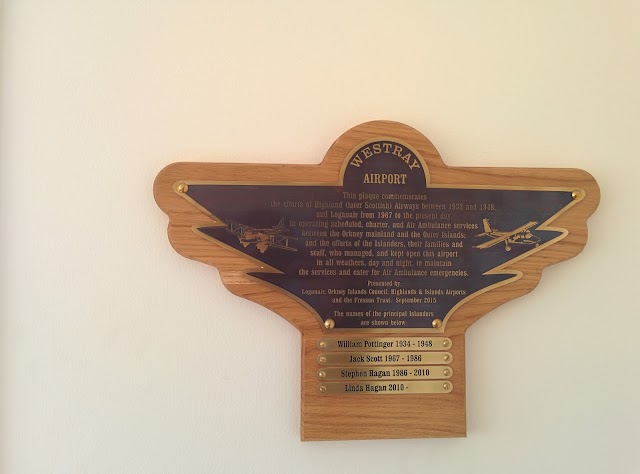 WESTRAY
AIRPORT
This plaque commemorates
the efforts of Highland (later Scottish) Airways between 1932 and 1948,
and Loganair from 1967 to the present day,
in operating scheduled, charter, and Air Ambulance services
between the Orkney mainland and the Outer Islands;
and the efforts of the Islanders, their families and
staff, who managed, and kept open this airport
in all weathers, day and night, to maintain
the services and cater for Air Ambulance emergencies.
Presented by
Loganair, Orkney Islands Council, Highlands & Islands Airports
and the Fresson Trust. September 2015
The names of the principal Islanders
are shown below
William Pottinger 1934 - 1948
Jack Scott 1967 - 1986
Stephen Hagan 1986 - 2010
Linda Hagan 2010 -